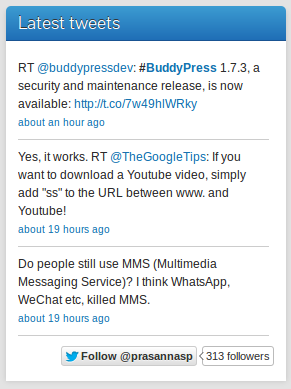 Latest tweets
RT @buddypressdev: #BuddyPress 1.7.3, a
security and maintenance release, is now
available: http://t.co/7w49hlWRky
about an hour ago
Yes, it works. RT @TheGoogleTips: If you
want to download a Youtube video, simply
add "ss" to the URL between www. and
Youtube!
about 19 hours ago
Do people still use MMS (Multimedia
Messaging Service)? I think WhatsApp,
WeChat etc, killed MMS.
about 19 hours ago
Follow @prasannasp 313 followers